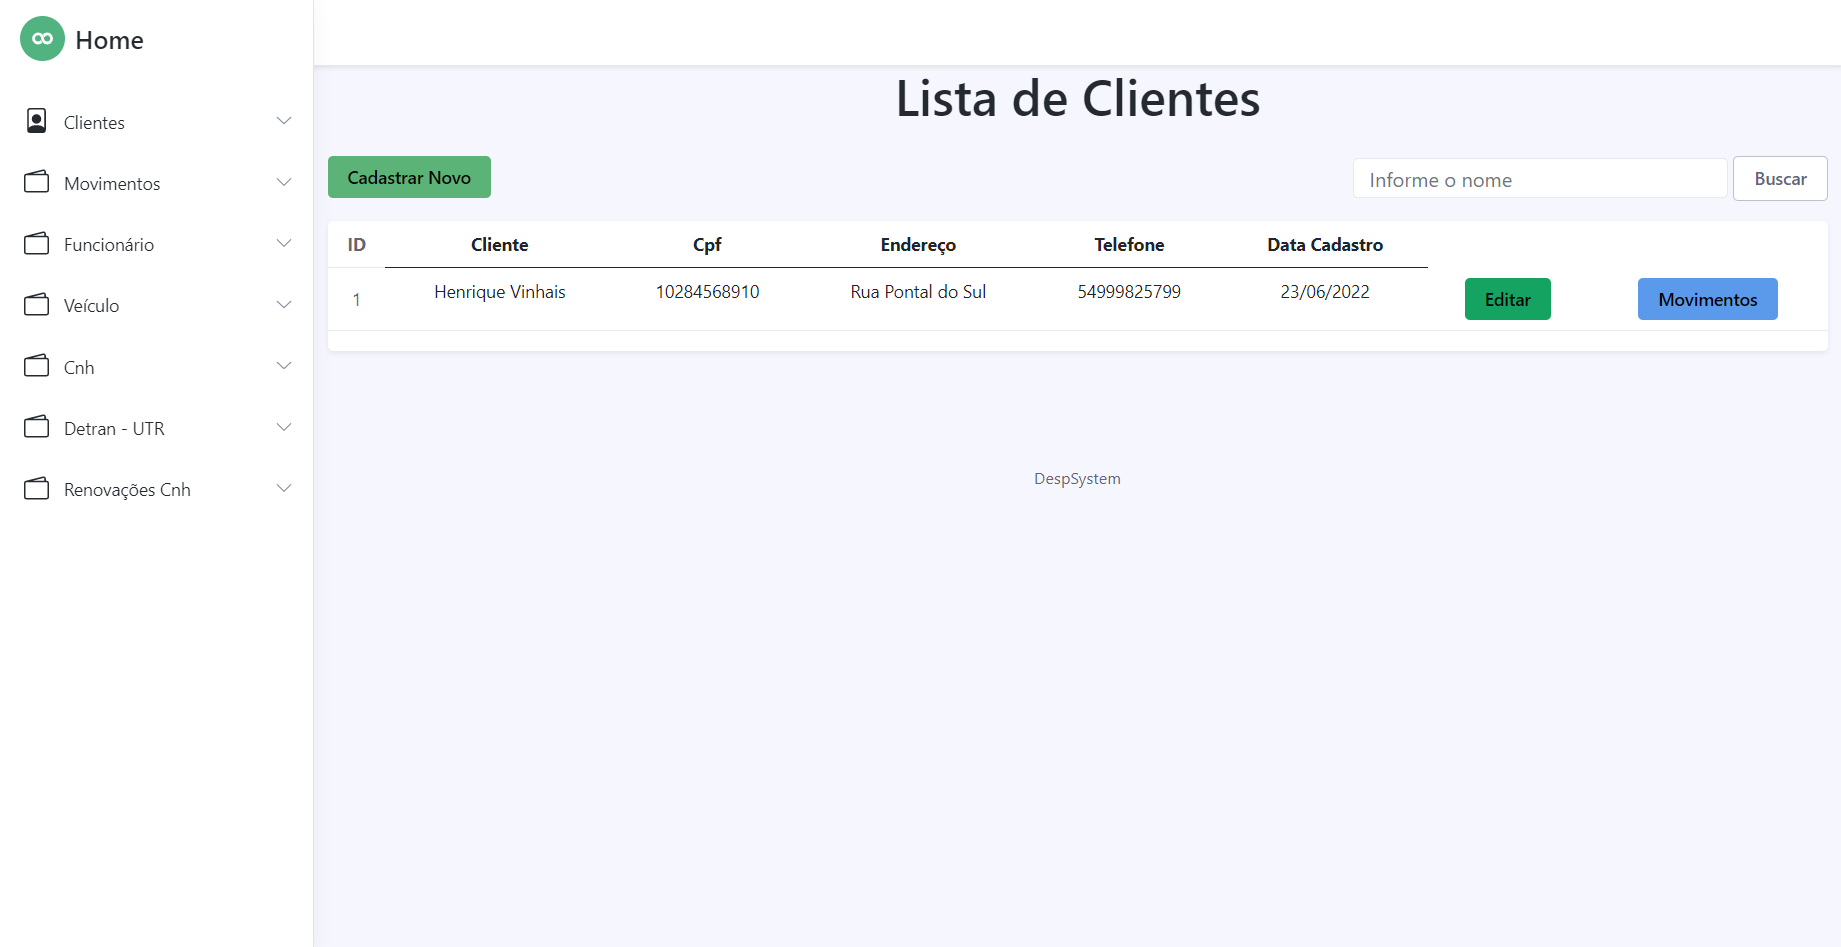 Home
Clientes
Movimentos
Funcionário
Veículo
Cnh
Detran - UTR
Renovações Cnh
Lista de Clientes
Cadastrar Novo
Informe o nome Buscar
ID Cliente Cpf Endereço Telefone Data Cadastro
1 Henrique Vinhais 10284568910 Rua Pontal do Sul 54999825799 23/06/2022 Editar Movimentos
DespSystem